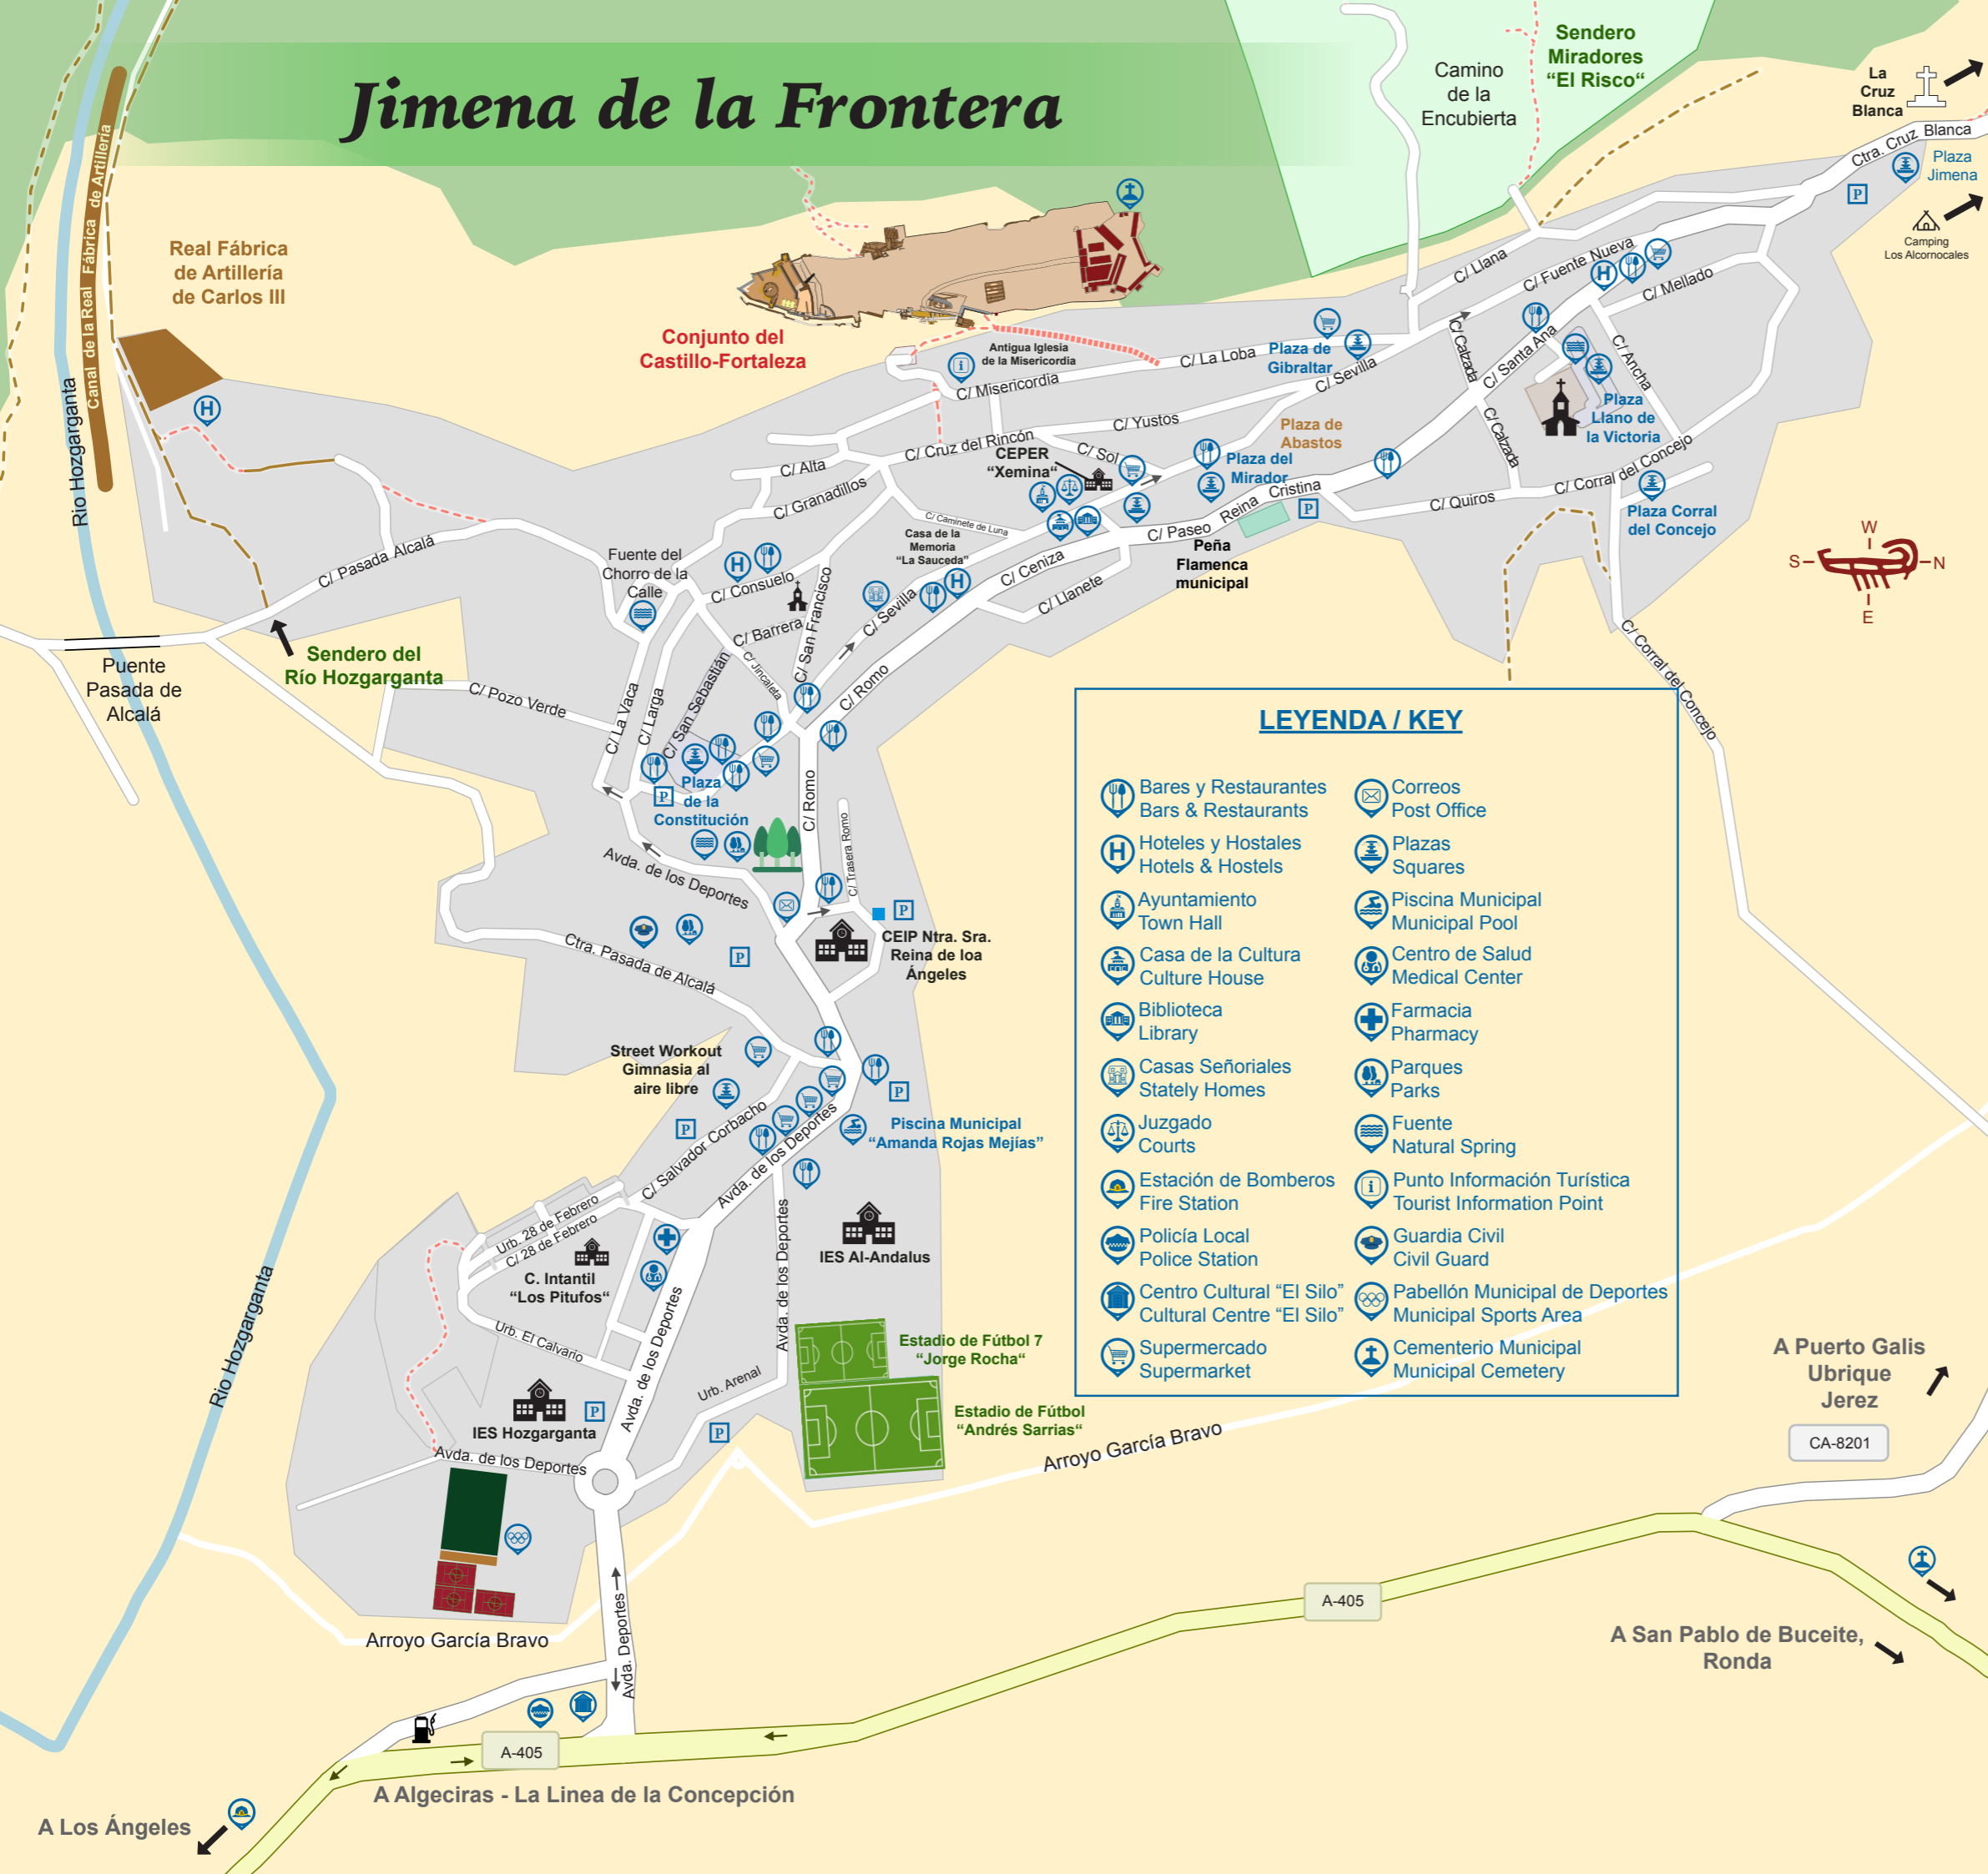 Jimena de la Frontera
Camino
de la
Encubierta
Sendero
Miradores
“El Risco“
La
Cruz
Blanca
Ctra. Cruz Blanca
Plaza
Jimena
P
Camping
Los Alcornocales
Canal de la Real Fábrica de Artillería
Rio Hozgarganta
Real Fábrica
de Artillería
de Carlos III
H
Conjunto del
Castillo-Fortaleza
Antigua Iglesia
de la Misericordia
i
C/ Misericordia
C/ La Loba
Plaza de
Gibraltar
C/ Sevilla
C/ Llana
C/ Fuente Nueva
H
C/ Mellado
C/ Calzada
C/ Santa Ana
C/ Ancha
C/ Calzada
Plaza
Llano de
la Victoria
C/ Yustos
C/ Cruz del Rincón
C/ Sol
CEPER
“Xemina“
Plaza de
Abastos
Plaza del
Mirador
C/ Paseo Reina Cristina
P
C/ Quiros
C/ Corral del Concejo
Plaza Corral
del Concejo
C/ Alta
C/ Granadillos
C/ Caminete de Luna
Casa de la
Memoria
“La Sauceda“
C/ Ceniza
C/ Llanete
Peña
Flamenca
municipal
W
S
N
E
C/ Pasada Alcalá
Fuente del
Chorro de la
Calle
H
C/ Consuelo
C/ Barrera
C/ San Francisco
C/ Sevilla
H
C/ Jincaleta
C/ Romo
Puente
Pasada de
Alcalá
Sendero del
Río Hozgarganta
C/ Pozo Verde
C/ La Vaca
C/ Larga
C/ San Sebastián
P
Plaza
de la
Constitución
C/ Romo
C/ Trasera Romo
Avda. de los Deportes
P
CEIP Ntra. Sra.
Reina de loa
Ángeles
P
Ctra. Pasada de Alcalá
C/ Corral del Concejo
LEYENDA / KEY
Bares y Restaurantes
Bars & Restaurants
H
Hoteles y Hostales
Hotels & Hostels
Ayuntamiento
Town Hall
Casa de la Cultura
Culture House
Biblioteca
Library
Casas Señoriales
Stately Homes
Juzgado
Courts
Estación de Bomberos
Fire Station
Policía Local
Police Station
Centro Cultural “El Silo”
Cultural Centre “El Silo”
Supermercado
Supermarket
Correos
Post Office
Plazas
Squares
Piscina Municipal
Municipal Pool
Centro de Salud
Medical Center
Farmacia
Pharmacy
Parques
Parks
Fuente
Natural Spring
i
Punto Información Turística
Tourist Information Point
Guardia Civil
Civil Guard
Pabellón Municipal de Deportes
Municipal Sports Area
Cementerio Municipal
Municipal Cemetery
Street Workout
Gimnasia al
aire libre
P
P
Piscina Municipal
“Amanda Rojas Mejías“
C/ Salvador Corbacho
Avda. de los Deportes
Urb. 28 de Febrero
C/ 28 de Febrero
C. Intantil
“Los Pitufos“
IES Al-Andalus
Avda. de los Deportes
Urb. El Calvario
Avda. de los Deportes
Estadio de Fútbol 7
“Jorge Rocha“
Urb. Arenal
Estadio de Fútbol
“Andrés Sarrias“
IES Hozgarganta
P
P
Avda. de los Deportes
Rio Hozgarganta
Arroyo García Bravo
Arroyo García Bravo
Avda. Deportes
A Puerto Galis
Ubrique
Jerez
CA-8201
A-405
A San Pablo de Buceite,
Ronda
A-405
A Algeciras - La Linea de la Concepción
A Los Ángeles